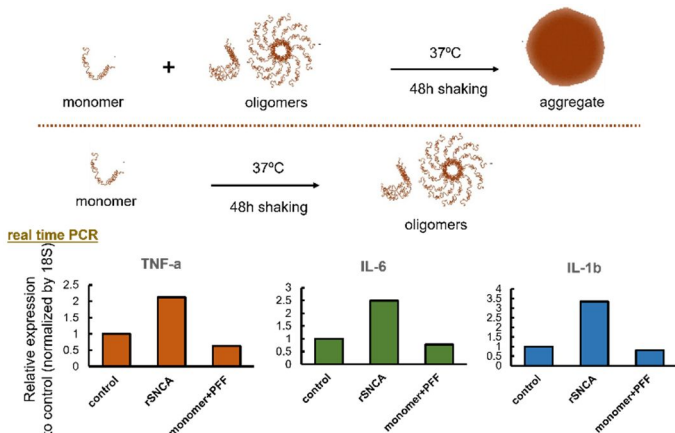 monomer
+
oligomers
37ºC
48h shaking
aggregate
monomer
37ºC
48h shaking
oligomers
real time PCR
Relative expression
to control (normalized by 18S)
TNF-a
2.5
2
1.5
1
0.5
0
control
rSNCA
monomer+PFF
IL-6
3
2.5
2
1.5
1
0.5
0
control
rSNCA
monomer+PFF
IL-1b
4
3.5
3
2.5
2
1.5
1
0.5
0
control
rSNCA
monomer+PFF